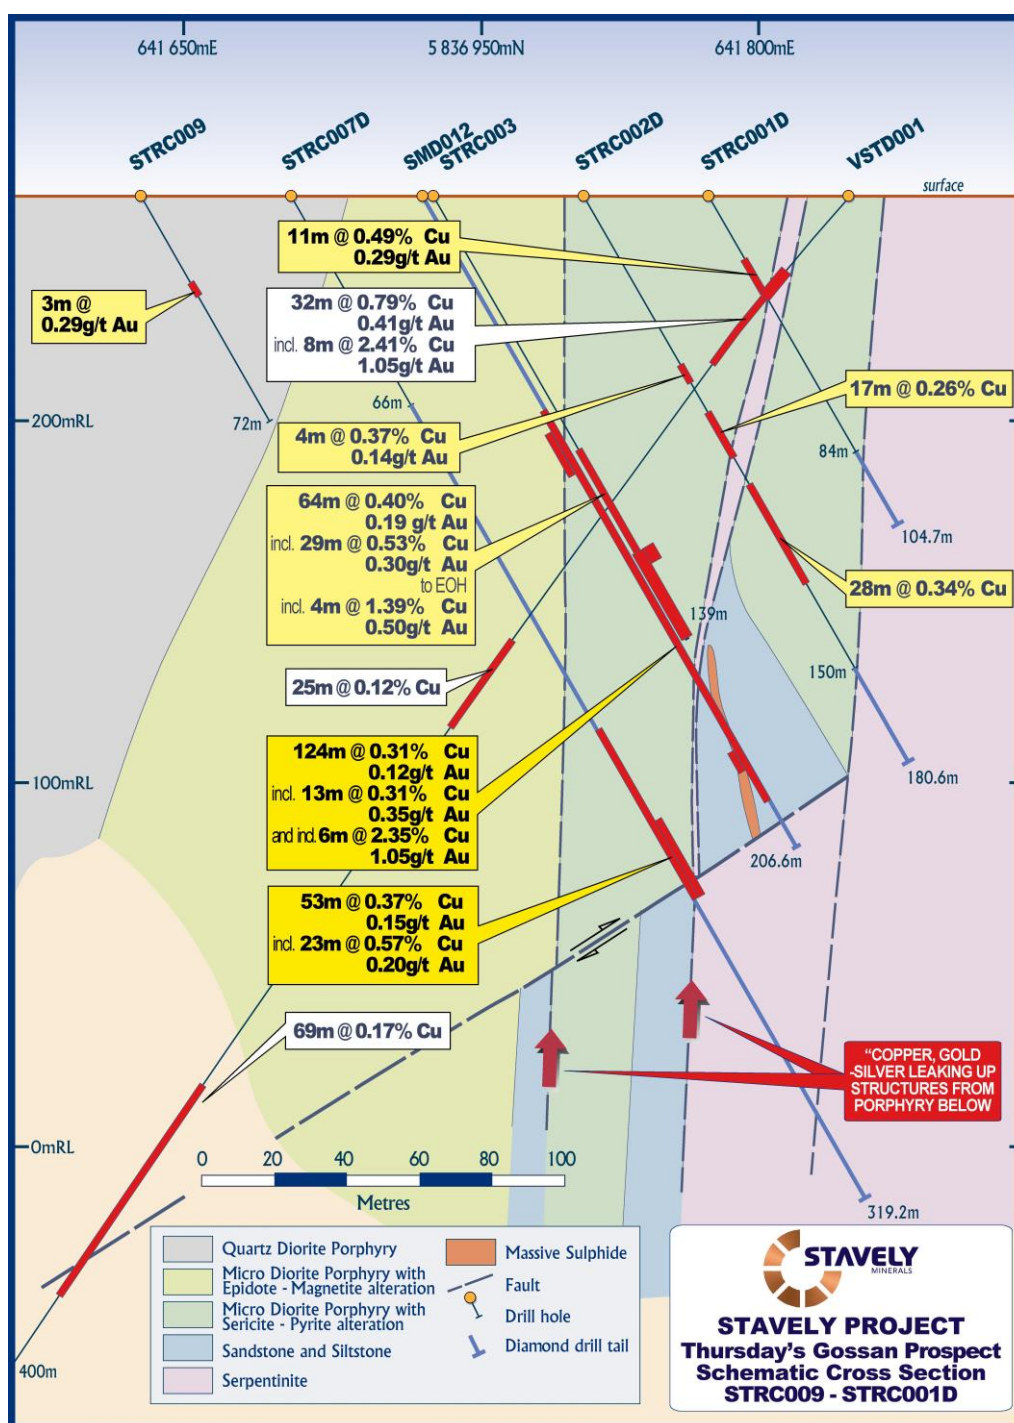 641 650mE
5 836 950mN
641 800mE
STRC009
STRC007D
SMD012
STRC003
STRC002D
STRC001D
VSTD001
surface
11m @ 0.49% Cu
0.29g/t Au
3m @
0.29g/t Au
32m @ 0.79% Cu
0.41g/t Au
incl. 8m @ 2.41% Cu
1.05g/t Au
66m
72m
200mRL
17m @ 0.26% Cu
4m @ 0.37% Cu
0.14g/t Au
84m
64m @ 0.40% Cu
0.19 g/t Au
incl. 29m @ 0.53% Cu
0.30g/t Au
to EOH
incl. 4m @ 1.39% Cu
0.50g/t Au
104.7m
28m @ 0.34% Cu
139m
150m
25m @ 0.12% Cu
124m @ 0.31% Cu
0.12g/t Au
incl. 13m @ 0.31% Cu
0.35g/t Au
and incl. 6m @ 2.35% Cu
1.05g/t Au
100mRL
180.6m
206.6m
53m @ 0.37% Cu
0.15g/t Au
incl. 23m @ 0.57% Cu
0.20g/t Au
69m @ 0.17% Cu
"COPPER, GOLD
-SILVER LEAKING UP
STRUCTURES FROM
PORPHYRY BELOW
0mRL
0 20 40 60 80 100
Metres
319.2m
400m
Quartz Diorite Porphyry
Micro Diorite Porphyry with
Epidote - Magnetite alteration
Micro Diorite Porphyry with
Sericite - Pyrite alteration
Sandstone and Siltstone
Serpentinite
Massive Sulphide
Fault
Drill hole
Diamond drill tail
STAVELY
MINERALS
STAVELY PROJECT
Thursday's Gossan Prospect
Schematic Cross Section
STRC009 - STRC001D